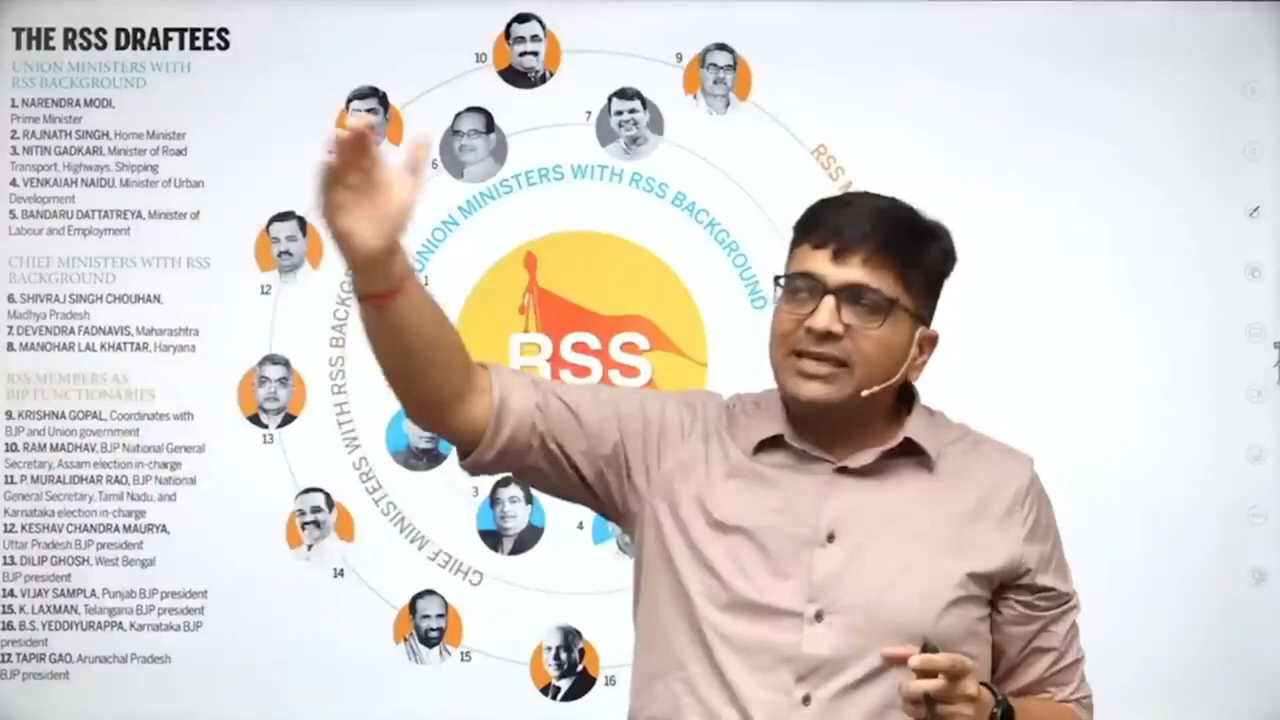 THE RSS DRAFTEES
UNION MINISTERS WITH
RSS BACKGROUND
1. NARENDRA MODI,
Prime Minister
2. RAJNATH SINGH, Home Minister
3. NITIN GADKARI, Minister of Road
Transport, Highways, Shipping
4. VENKAIAH NAIDU, Minister of Urban
Development
5. BANDARU DATTATREYA, Minister of
Labour and Employment
CHIEF MINISTERS WITH RSS
BACKGROUND
6. SHIVRAJ SINGH CHOUHAN,
Madhya Pradesh
7. DEVENDRA FADNAVIS, Maharashtra
8. MANOHAR LAL KHATTAR, Haryana
RSS MEMBERS AS
BJP FUNCTIONARIES
9. KRISHNA GOPAL, Coordinates with
BJP and Union government
10. RAM MADHAV, BJP National General
Secretary, Assam election in-charge
11. P. MURALIDHAR RAO, BJP National
General Secretary, Tamil Nadu, and
Karnataka election in-charge
12. KESHAV CHANDRA MAURYA,
Uttar Pradesh BJP president
13. DILIP GHOSH, West Bengal
BJP president
14. VIJAY SAMPLA, Punjab BJP president
15. K. LAXMAN, Telangana BJP president
16. B.S. YEDDIYURAPPA, Karnataka BJP
president
17. TAPIR GAO, Arunachal Pradesh
BJP president
10
9
7
6
RSS
UNION MINISTERS WITH RSS BACKGROUND
1
12
RSS
CHIEF MINISTERS WITH RSS BACKG
13
3
4
14
15
16